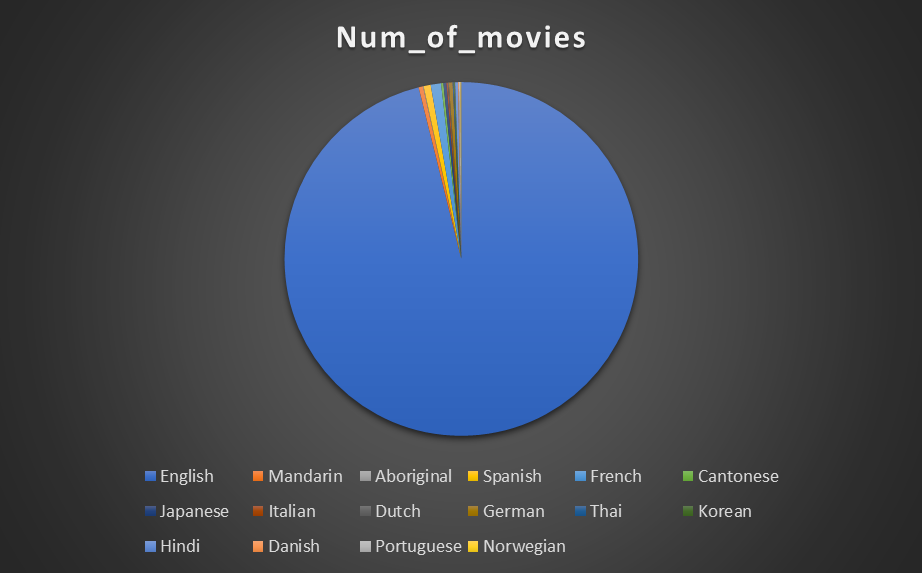 Num_of_movies
English Mandarin Aboriginal Spanish French Cantonese
Japanese Italian Dutch German Thai Korean
Hindi Danish Portuguese Norwegian